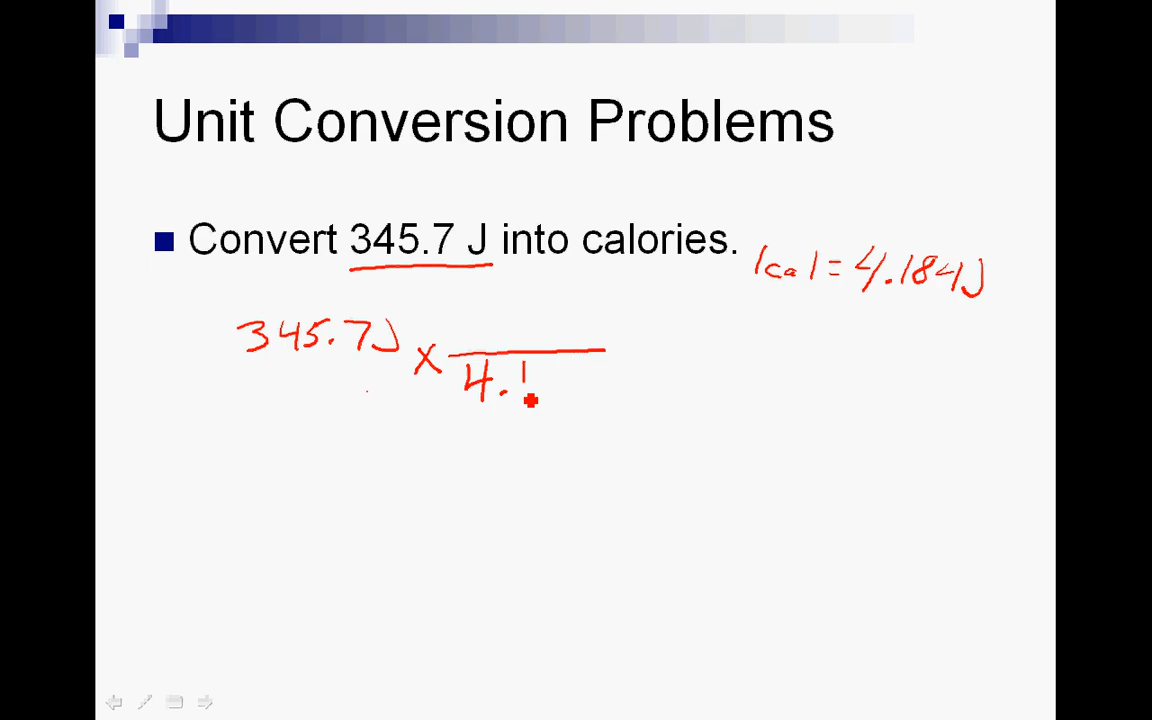 Unit Conversion Problems
Convert 345.7 J into calories.
1cal=4.184J
345.7J x
4.1